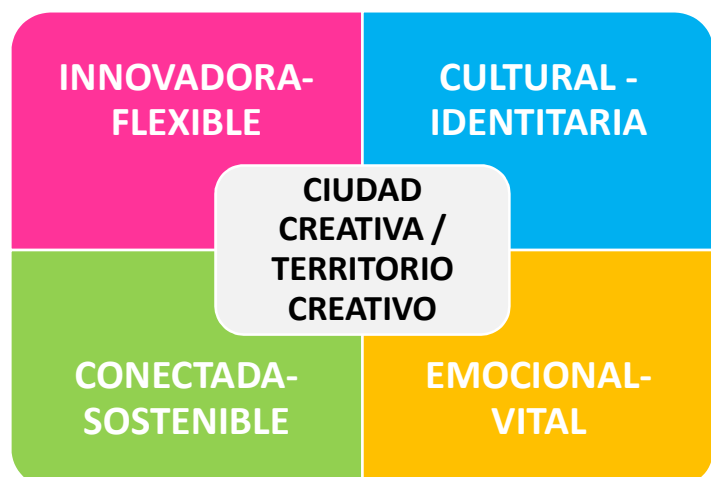 INNOVADORA-
FLEXIBLE
CULTURAL -
IDENTITARIA
CIUDAD
CREATIVA /
TERRITORIO
CREATIVO
CONECTADA-
SOSTENIBLE
EMOCIONAL-
VITAL